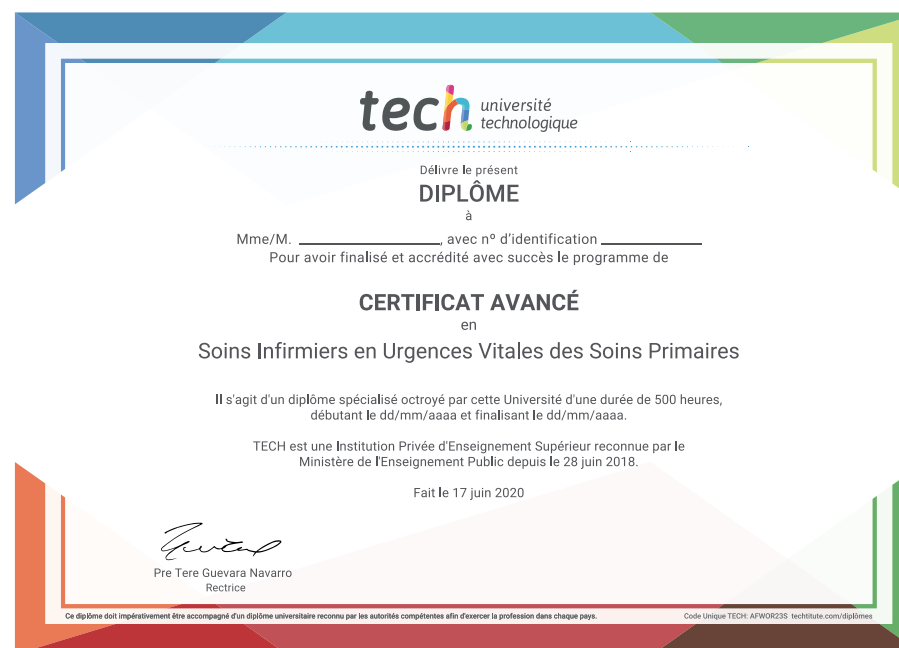 tech université
technologique
Délivre le présent
DIPLÔME
à
Mme/M. ____________________, avec nº d'identification ______________
Pour avoir finalisé et accrédité avec succès le programme de
CERTIFICAT AVANCÉ
en
Soins Infirmiers en Urgences Vitales des Soins Primaires
Il s'agit d'un diplôme spécialisé octroyé par cette Université d'une durée de 500 heures,
débutant le dd/mm/aaaa et finalisant le dd/mm/aaaa.
TECH est une Institution Privée d'Enseignement Supérieur reconnue par le
Ministère de l'Enseignement Public depuis le 28 juin 2018.
Fait le 17 juin 2020
Pre Tere Guevara Navarro
Rectrice
Ce diplôme doit impérativement être accompagné d'un diplôme universitaire reconnu par les autorités compétentes afin d'exercer la profession dans chaque pays.
Code Unique TECH: AFWOR23S techtitute.com/diplômes